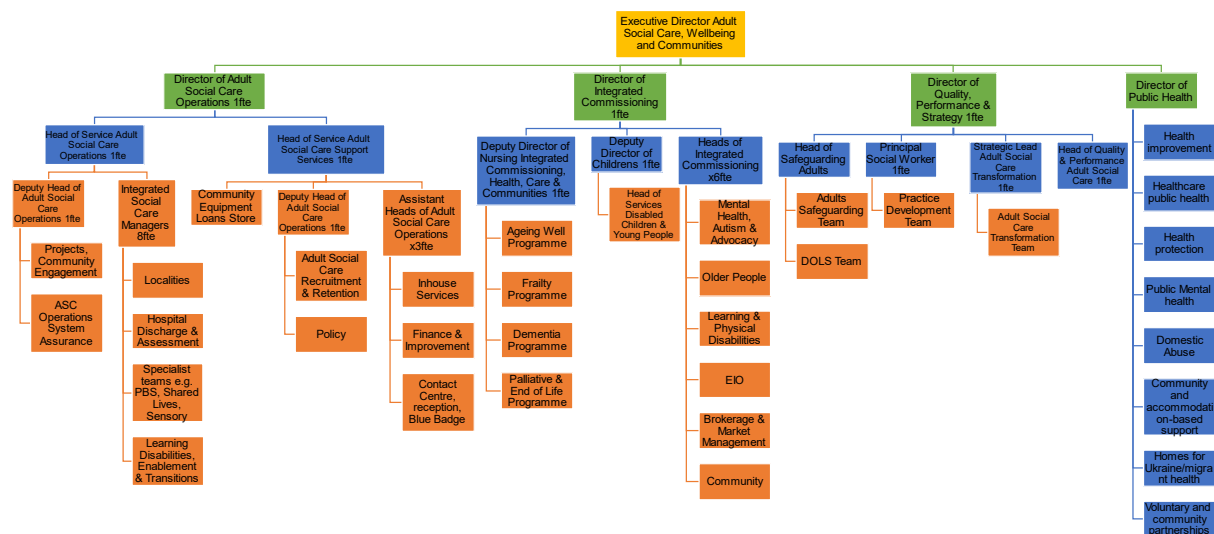 Executive Director Adult
Social Care, Wellbeing
and Communities
Director of Adult
Social Care
Operations 1fte
Director of
Integrated
Commissioning
1fte
Director of
Quality,
Performance &
Strategy 1fte
Director of
Public Health
Head of Service Adult
Social Care
Operations 1fte
Head of Service Adult
Social Care Support
Services 1fte
Deputy Director of
Nursing Integrated
Commissioning,
Health, Care &
Communities 1fte
Deputy
Director of
Childrens 1fte
Heads of
Integrated
Commissioning
x6fte
Head of
Safeguarding
Adults
Principal
Social Worker
1fte
Strategic Lead
Adult Social
Care
Transformation
1fte
Head of Quality
& Performance
Adult Social
Care 1fte
Health
improvement
Healthcare
public health
Health
protection
Public Mental
health
Domestic
Abuse
Community
and
accommodati
on-based
support
Homes for
Ukraine/migra
nt health
Voluntary and
community
partnerships
Deputy Head of
Adult Social
Care
Operations 1fte
Projects,
Community
Engagement
ASC
Operations
System
Assurance
Integrated
Social Care
Managers
8fte
Localities
Hospital
Discharge &
Assessment
Specialist
teams e.g.
PBS, Shared
Lives,
Sensory
Learning
Disabilities,
Enablement
& Transitions
Community
Equipment
Loans Store
Deputy Head of
Adult Social
Care
Operations 1fte
Adult Social
Care
Recruitment
& Retention
Policy
Assistant
Heads of Adult
Social Care
Operations
x3fte
Inhouse
Services
Finance &
Improvement
Contact
Centre,
reception,
Blue Badge
Ageing Well
Programme
Frailty
Programme
Dementia
Programme
Palliative &
End of Life
Programme
Head of
Services
Disabled
Children &
Young People
Mental
Health,
Autism &
Advocacy
Older People
Learning &
Physical
Disabilities
EIO
Brokerage &
Market
Management
Community
Adults
Safeguarding
Team
DOLS Team
Practice
Development
Team
Adult Social
Care
Transformation
Team